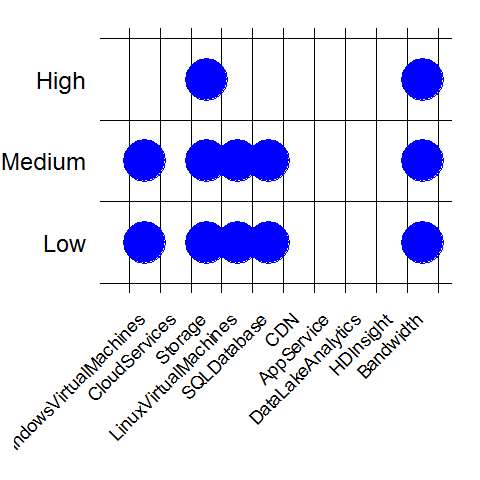 High
Medium
Low
ndowsVirtualMachines
CloudServices
Storage
LinuxVirtualMachines
SQLDatabase
CDN
AppService
DataLakeAnalytics
HDInsight
Bandwidth